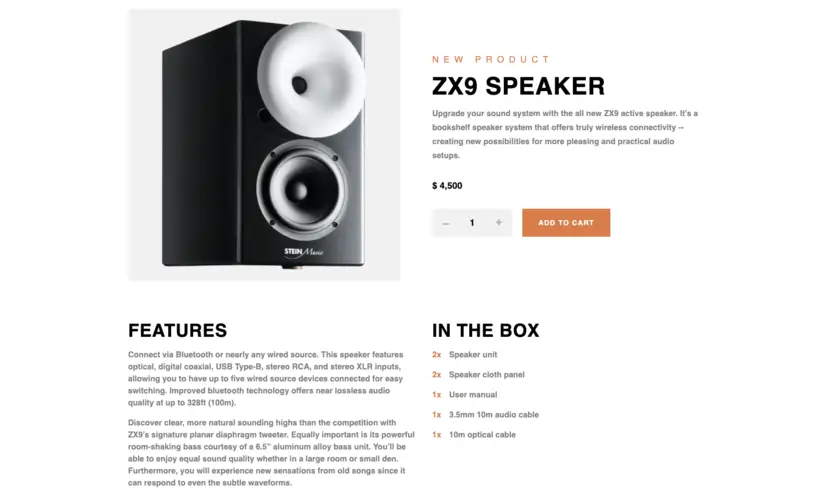 NEW PRODUCT
ZX9 SPEAKER
Upgrade your sound system with the all new ZX9 active speaker. It's a
bookshelf speaker system that offers truly wireless connectivity --
creating new possibilities for more pleasing and practical audio
setups.
$ 4,500
– 1 +
ADD TO CART
STEIN Music
FEATURES
Connect via Bluetooth or nearly any wired source. This speaker features
optical, digital coaxial, USB Type-B, stereo RCA, and stereo XLR inputs,
allowing you to have up to five wired source devices connected for easy
switching. Improved bluetooth technology offers near lossless audio
quality at up to 328ft (100m).
Discover clear, more natural sounding highs than the competition with
ZX9's signature planar diaphragm tweeter. Equally important is its powerful
room-shaking bass courtesy of a 6.5" aluminum alloy bass unit. You'll be
able to enjoy equal sound quality whether in a large room or small den.
Furthermore, you will experience new sensations from old songs since it
can respond to even the subtle waveforms.
IN THE BOX
2x Speaker unit
2x Speaker cloth panel
1x User manual
1x 3.5mm 10m audio cable
1x 10m optical cable